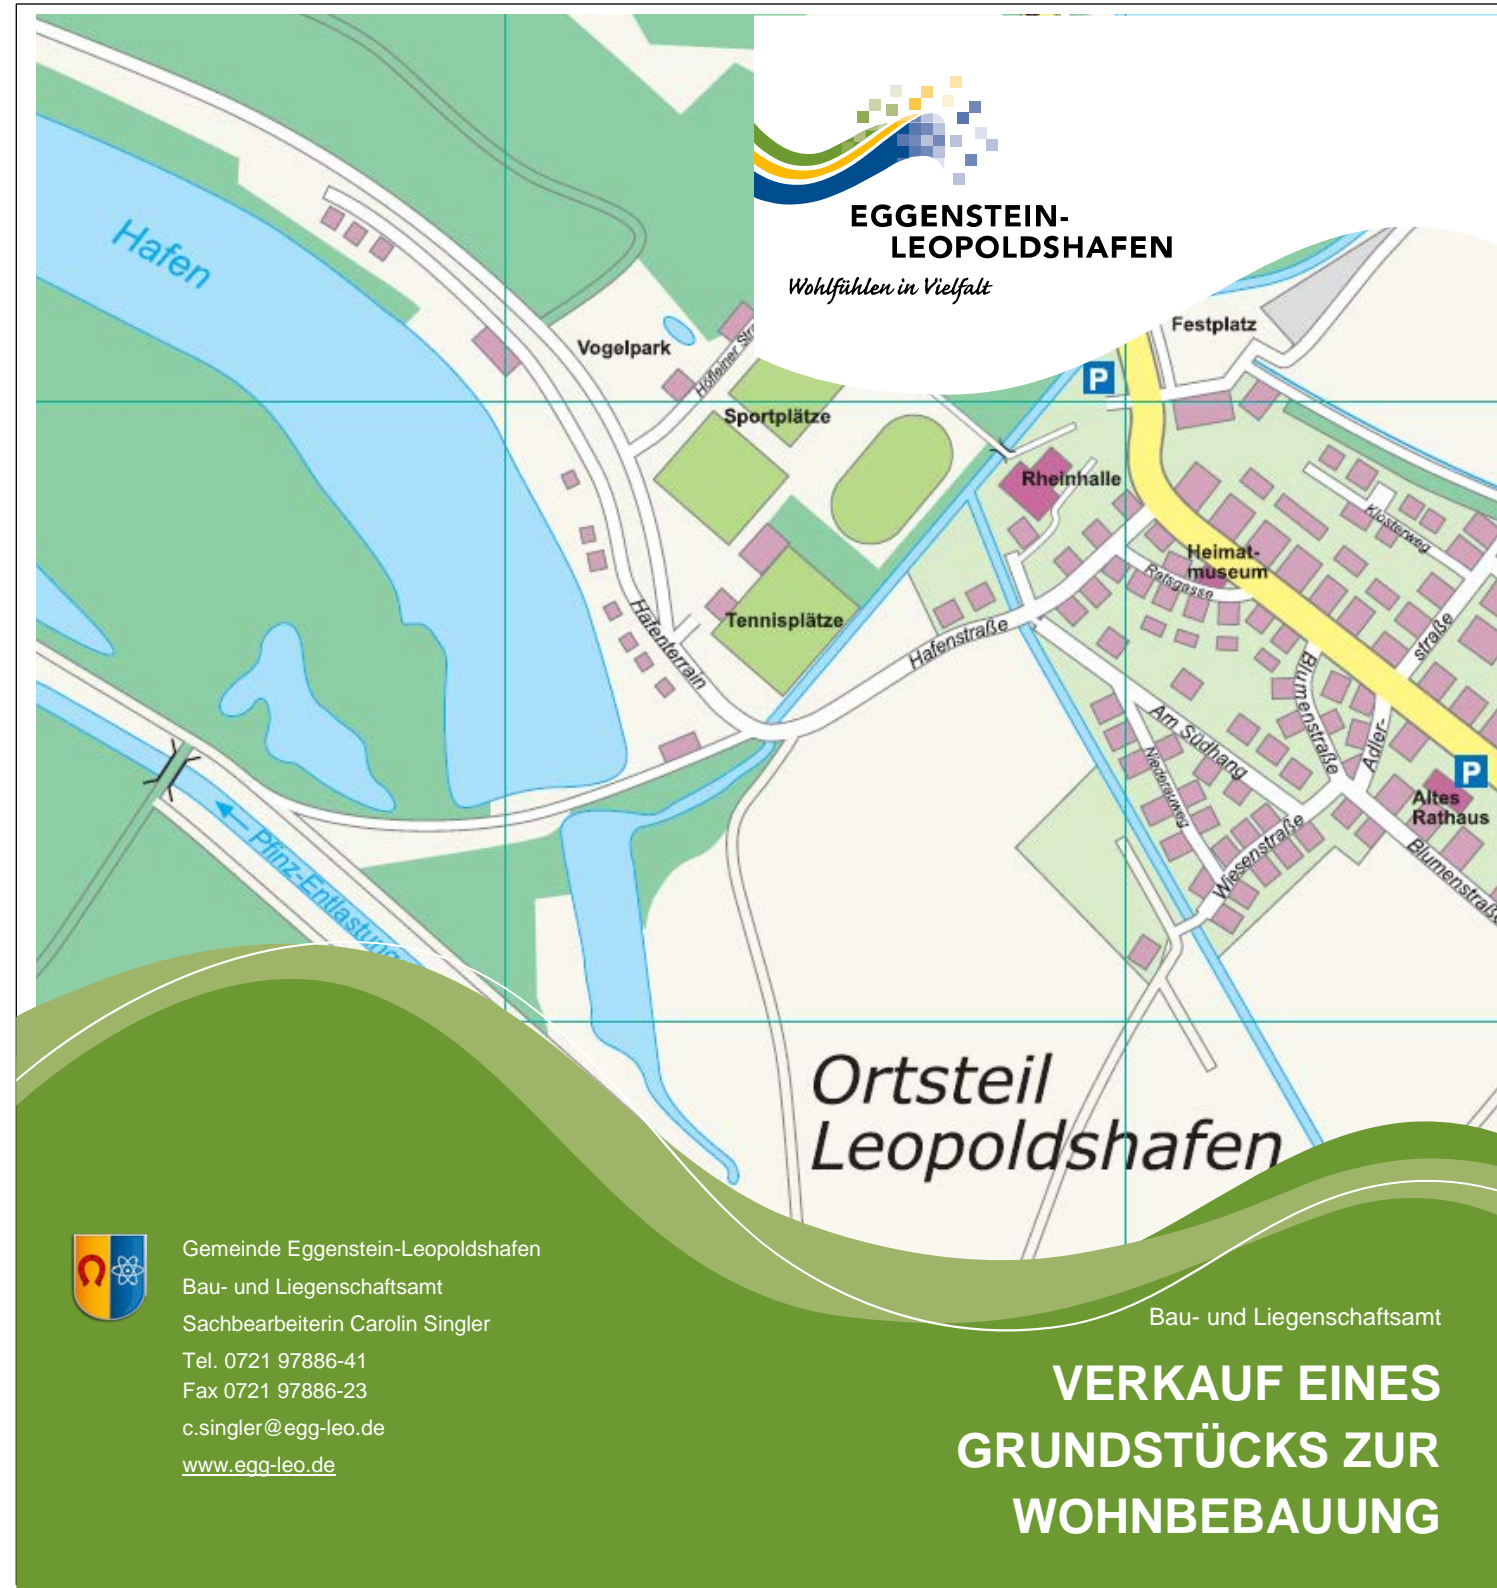 EGGENSTEIN-
LEOPOLDSHAFEN
Wohlfühlen in Vielfalt
Hafen
Vogelpark
Höfleiner
Festplatz
P
Sportplätze
Rheinhalle
Klosterweg
Heimat-
museum
Ratsgasse
Tennisplätze
Hafenterrain
Hafenstraße
straße
Blumenstraße
Am Südhang
Adler-
Niederauweg
P
Altes
Rathaus
Wiesenstraße
Blumenstraße
Pfinz-Entlastung
Ortsteil
Leopoldshafen
Gemeinde Eggenstein-Leopoldshafen
Bau- und Liegenschaftsamt
Sachbearbeiterin Carolin Singler
Tel. 0721 97886-41
Fax 0721 97886-23
c.singler@egg-leo.de
www.egg-leo.de
Bau- und Liegenschaftsamt
VERKAUF EINES
GRUNDSTÜCKS ZUR
WOHNBEBAUUNG